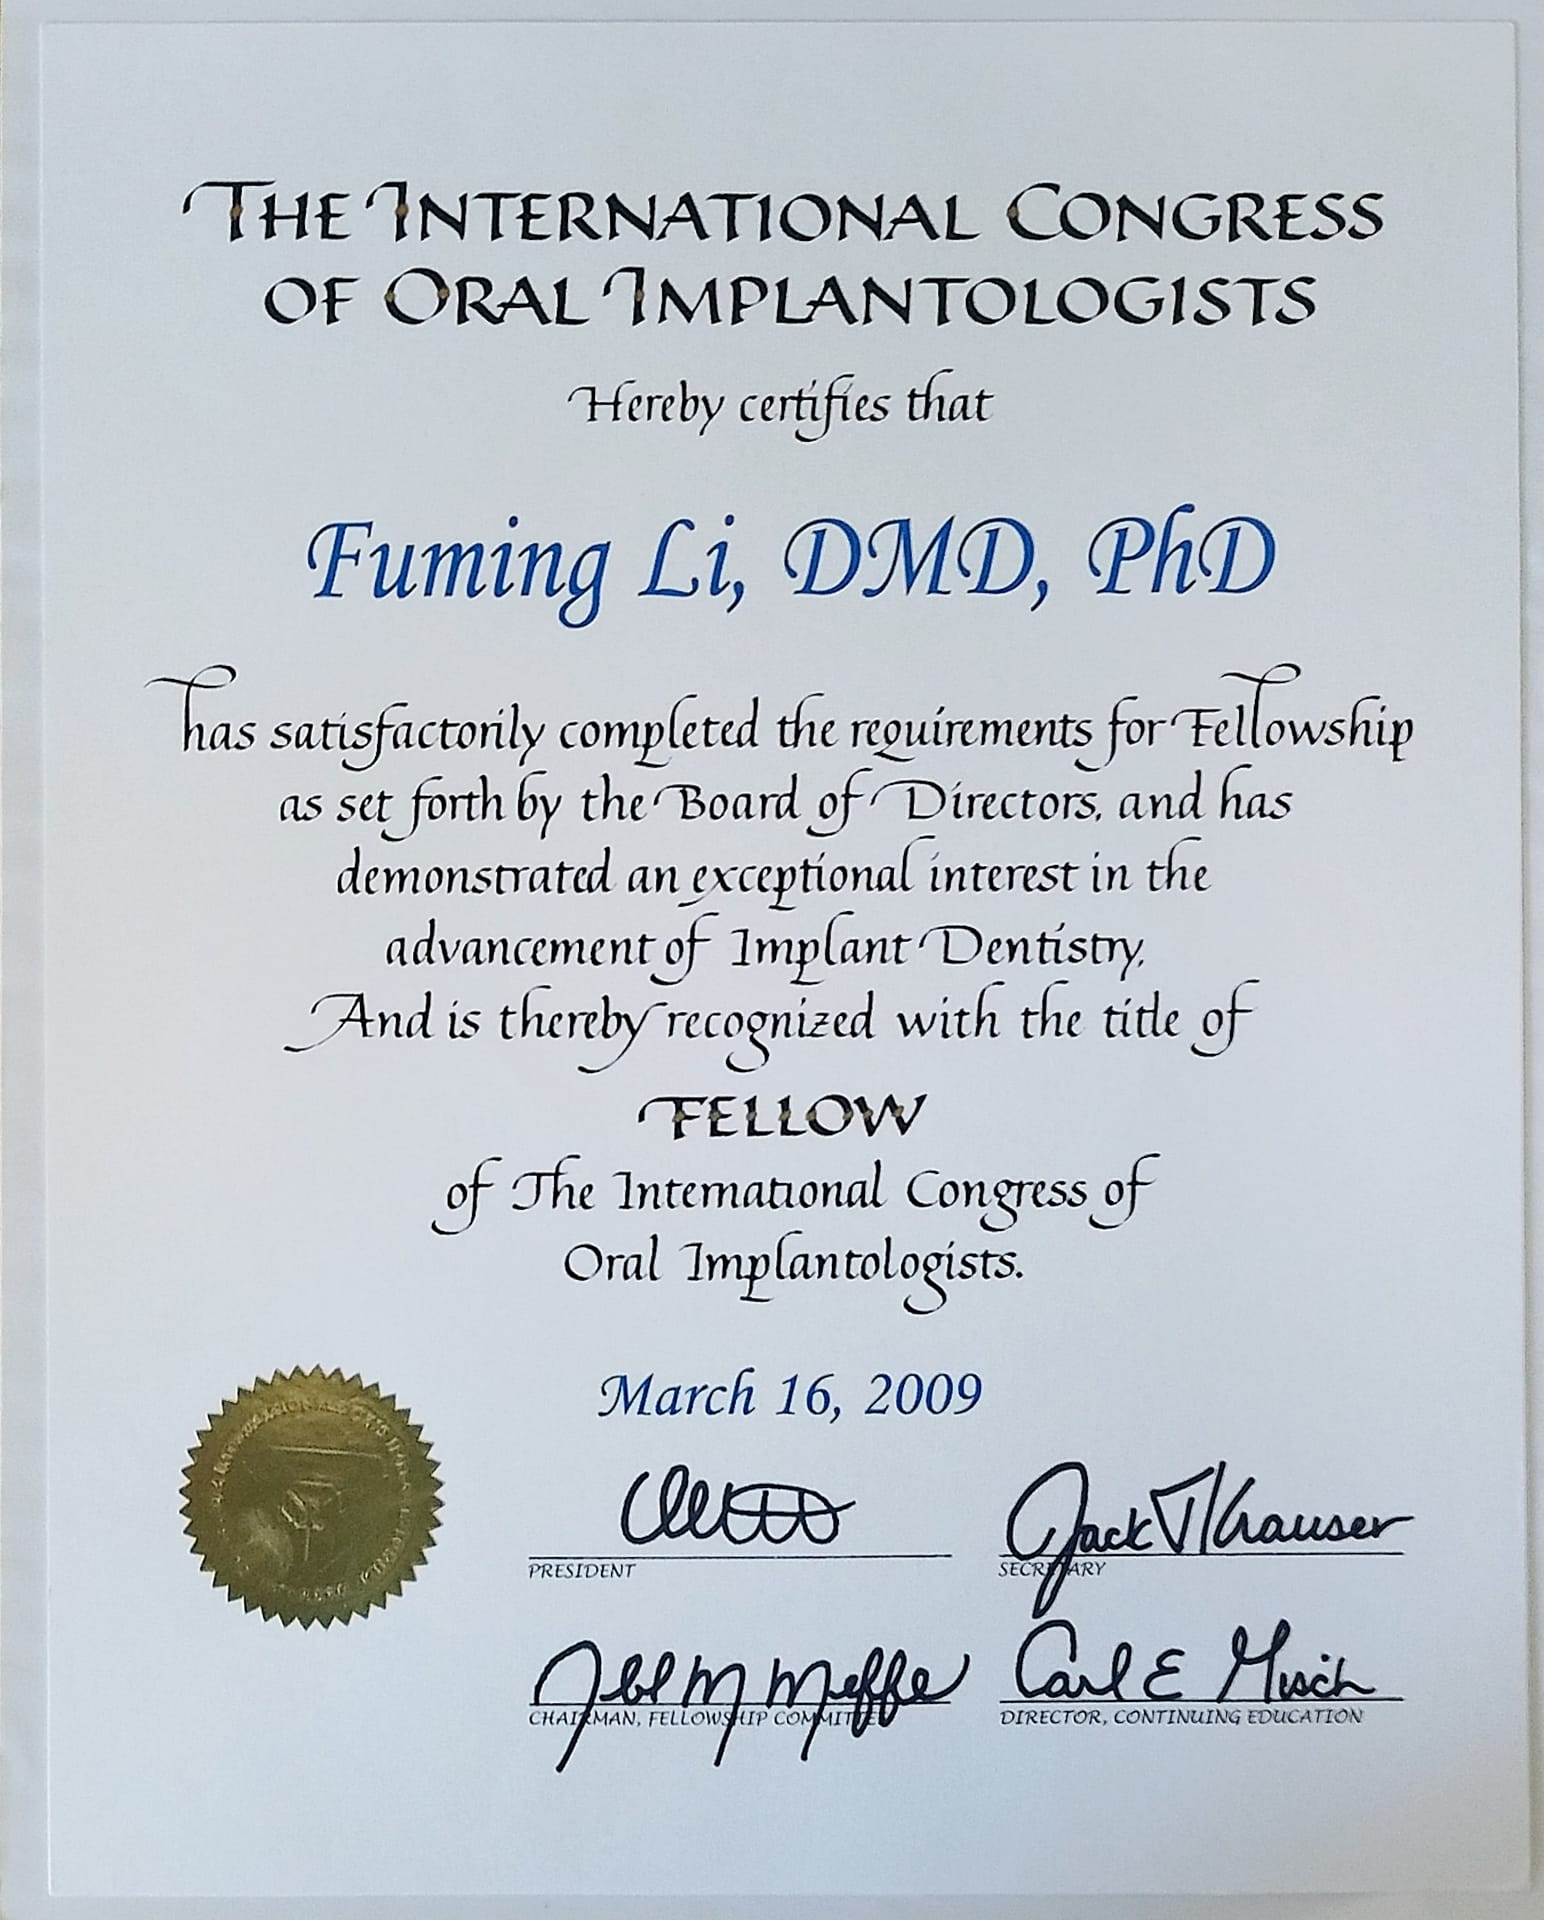 THE INTERNATIONAL CONGRESS
OF ORAL IMPLANTOLOGISTS
Hereby certifies that
Fuming Li, DMD, PhD
has satisfactorily completed the requirements for Fellowship
as set forth by the Board of Directors, and has
demonstrated an exceptional interest in the
advancement of Implant Dentistry,
And is thereby recognized with the title of
FELLOW
of The International Congress of
Oral Implantologists.
March 16, 2009
Jack T Krauser
PRESIDENT
SECRETARY
Carl E Misch
CHAIRMAN, FELLOWSHIP COMMITTEE
DIRECTOR, CONTINUING EDUCATION